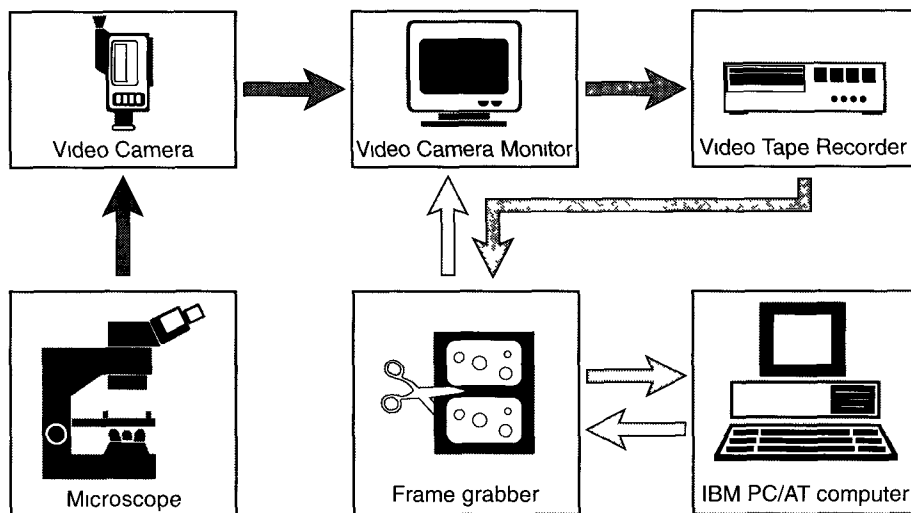 Video Camera
Video Camera Monitor
Video Tape Recorder
Microscope
Frame grabber
IBM PC/AT computer